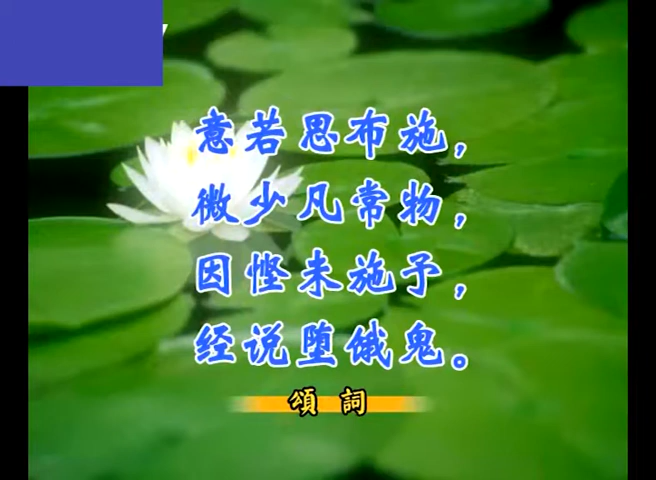 意若思布施，
微少凡常物，
因悭未施予，
经说堕饿鬼。
頌 詞